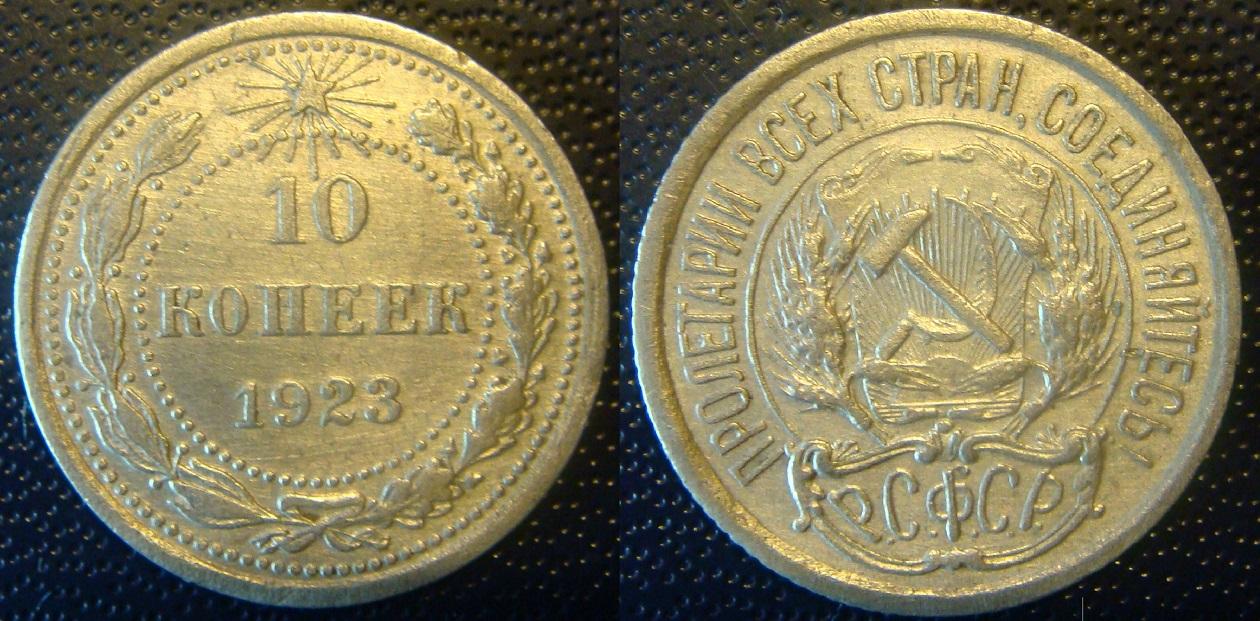 10
КОПЕЕК
1923
ПРОЛЕТАРИИ ВСЕХ СТРАН, СОЕДИНЯЙТЕСЬ!
Р.С.Ф.С.Р.